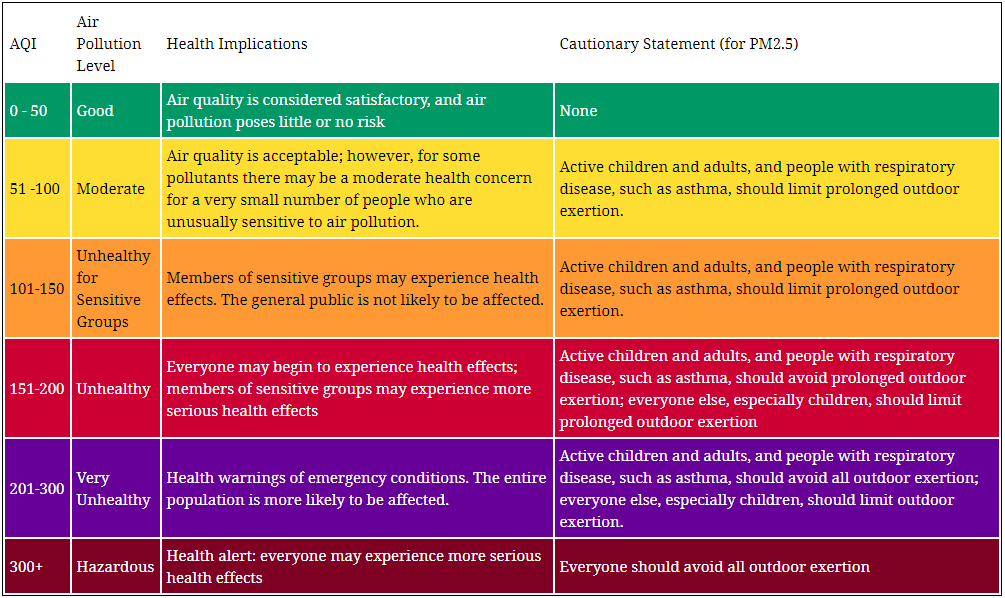 AQI
Air
Pollution
Level
Health Implications
Cautionary Statement (for PM2.5)
0 - 50
Good
Air quality is considered satisfactory, and air
pollution poses little or no risk
None
51 -100
Moderate
Air quality is acceptable; however, for some
pollutants there may be a moderate health concern
for a very small number of people who are
unusually sensitive to air pollution.
Active children and adults, and people with respiratory
disease, such as asthma, should limit prolonged outdoor
exertion.
101-150
Unhealthy
for
Sensitive
Groups
Members of sensitive groups may experience health
effects. The general public is not likely to be affected.
Active children and adults, and people with respiratory
disease, such as asthma, should limit prolonged outdoor
exertion.
151-200
Unhealthy
Everyone may begin to experience health effects;
members of sensitive groups may experience more
serious health effects
Active children and adults, and people with respiratory
disease, such as asthma, should avoid prolonged outdoor
exertion; everyone else, especially children, should limit
prolonged outdoor exertion
201-300
Very
Unhealthy
Health warnings of emergency conditions. The entire
population is more likely to be affected.
Active children and adults, and people with respiratory
disease, such as asthma, should avoid all outdoor exertion;
everyone else, especially children, should limit outdoor
exertion.
300+
Hazardous
Health alert: everyone may experience more serious
health effects
Everyone should avoid all outdoor exertion